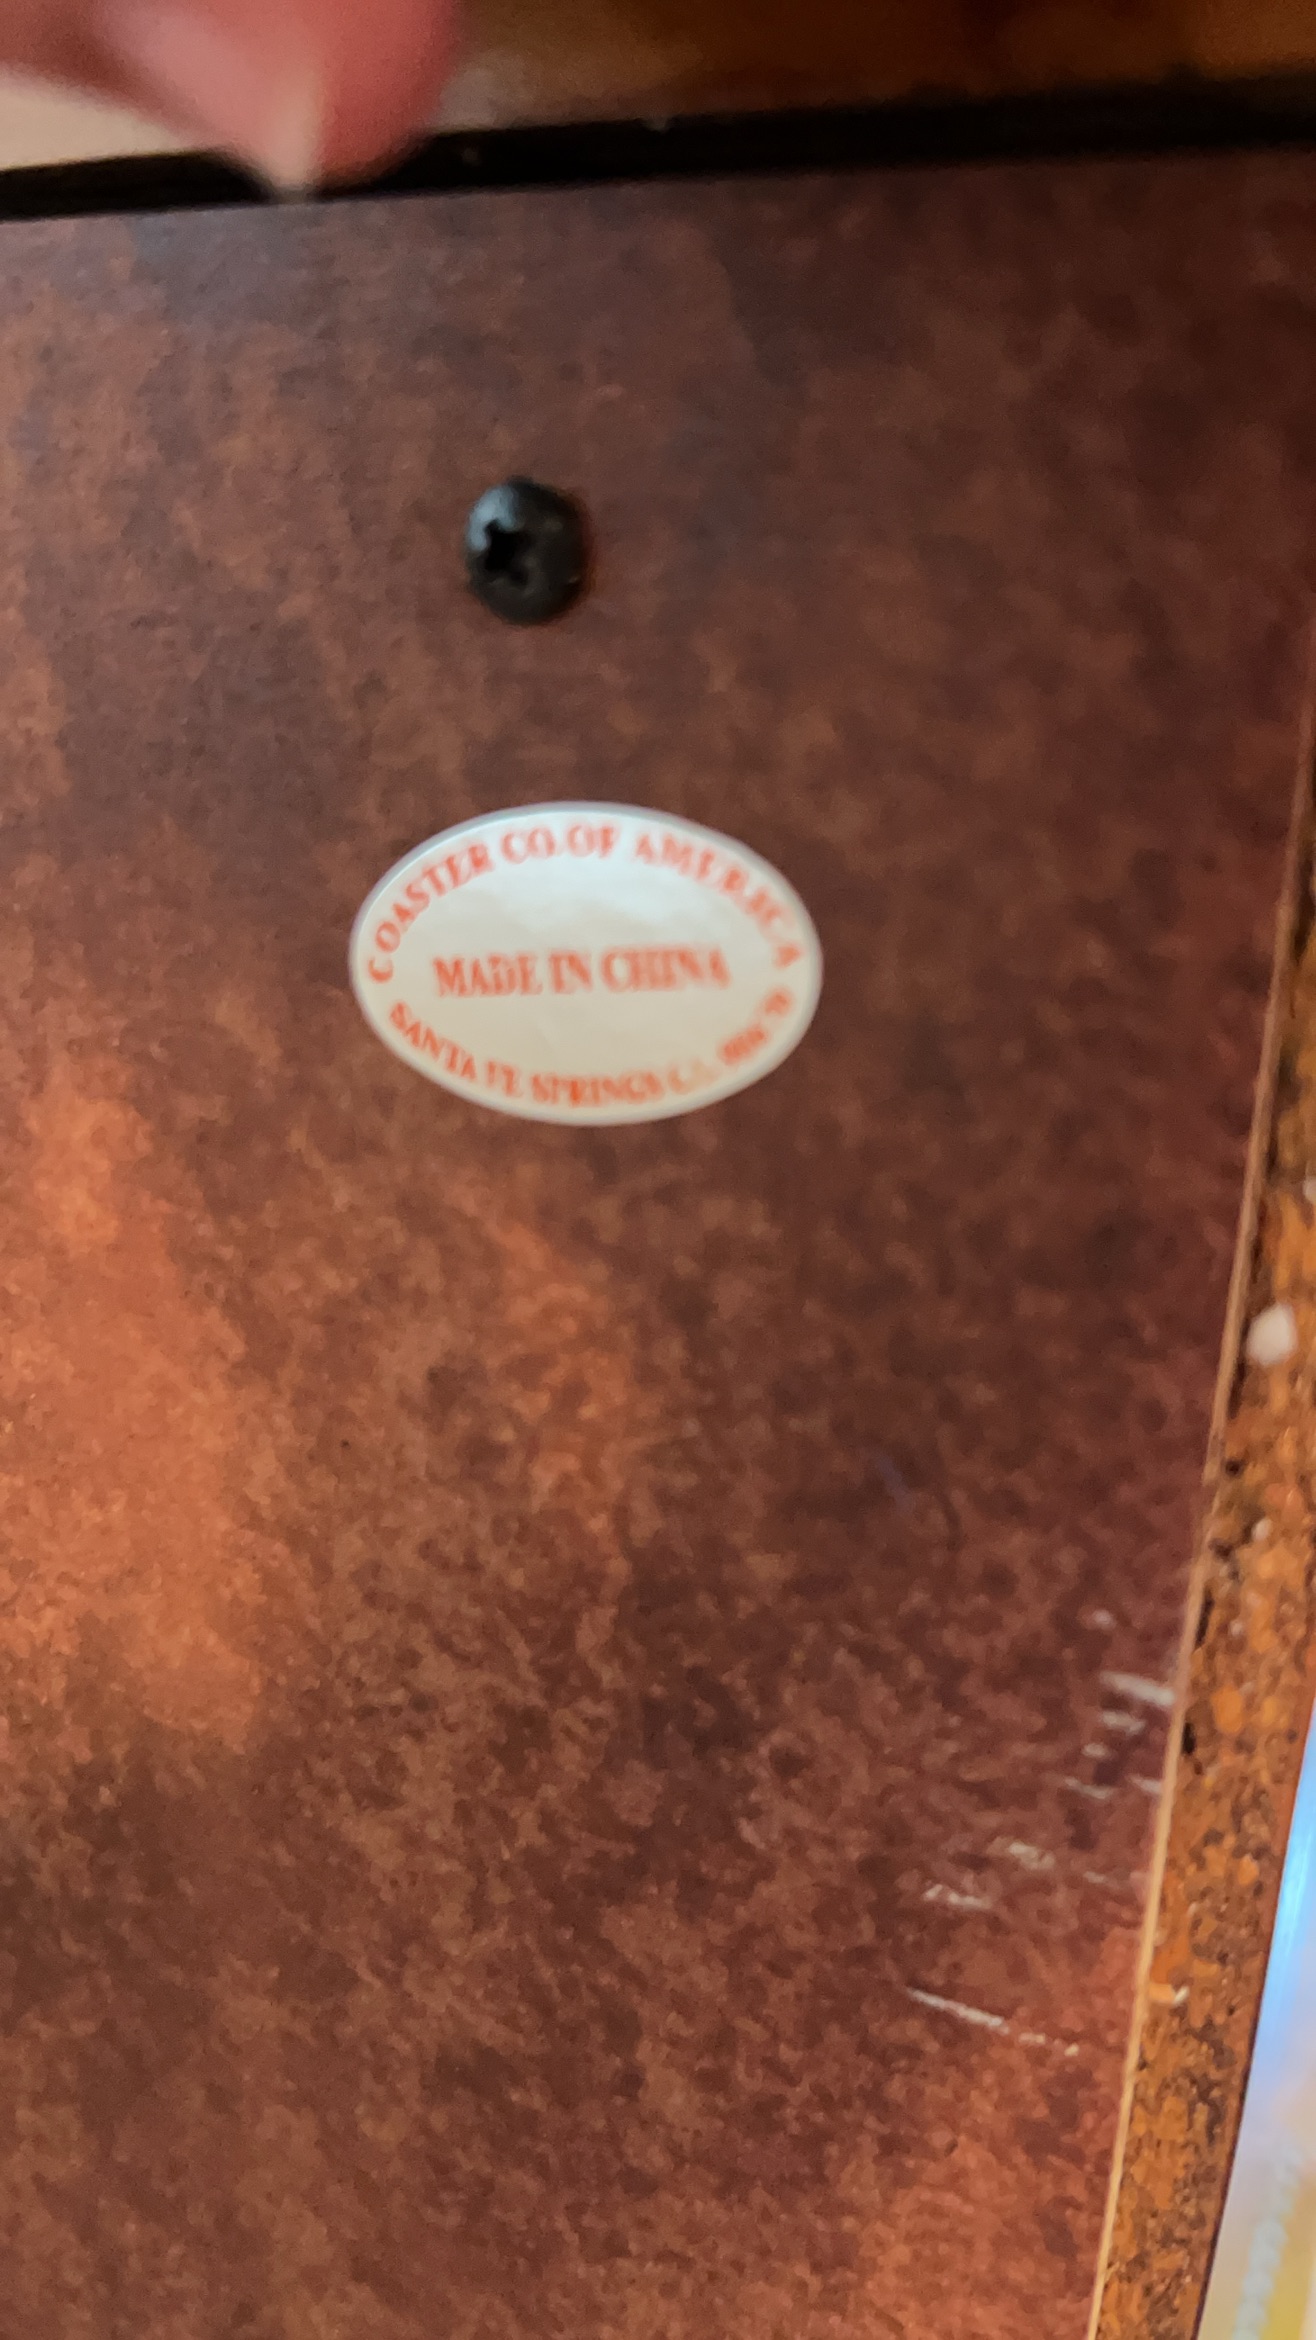 COASTER CO. OF AMERICA
MADE IN CHINA
SANTA FE SPRINGS CA